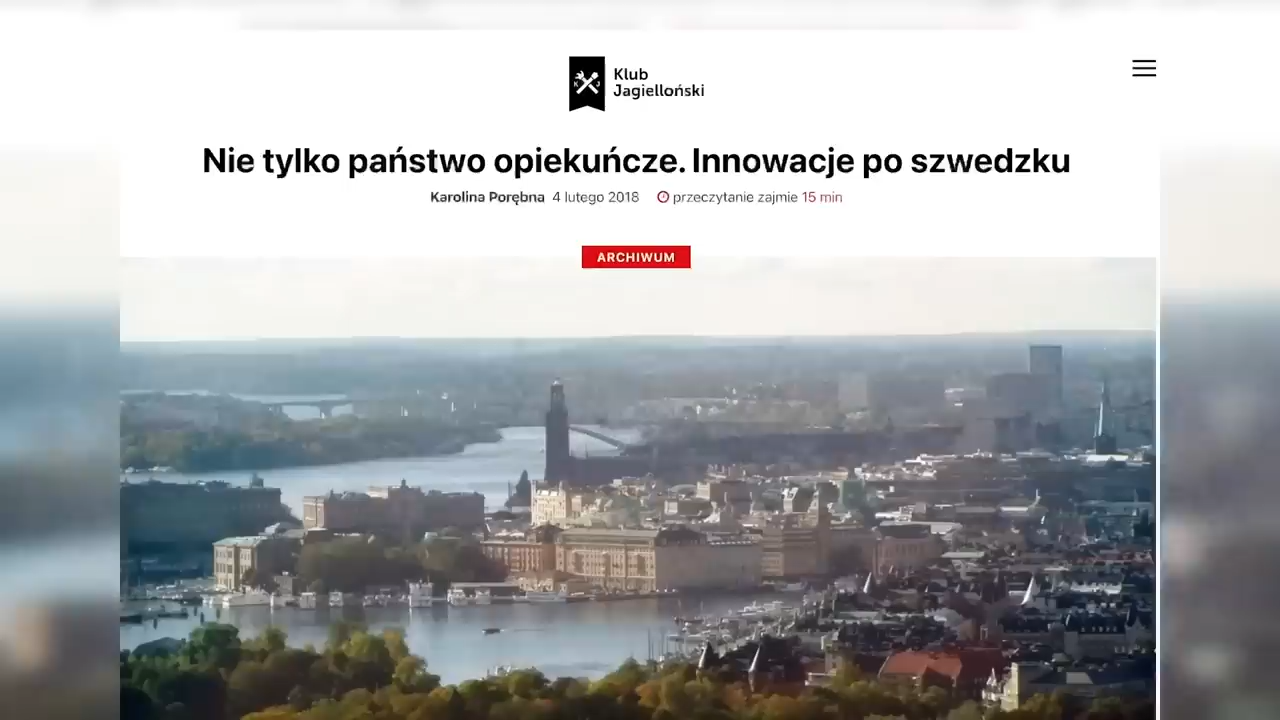 Klub
Jagielloński
Nie tylko państwo opiekuńcze. Innowacje po szwedzku
Karolina Porębna 4 lutego 2018 przeczytanie zajmie 15 min
ARCHIWUM